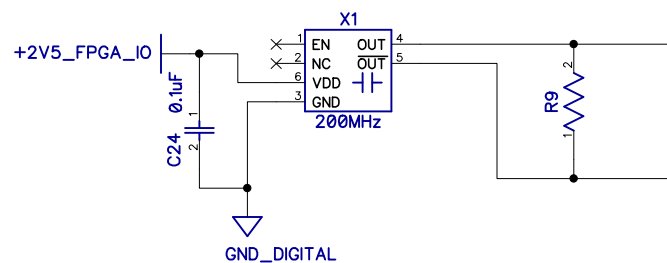 X1
+2V5_FPGA_IO
1 EN OUT 4
2 NC OUT 5
6 VDD
3 GND
200MHz
0.1uF
1
2
C24
GND_DIGITAL
2
R9
1